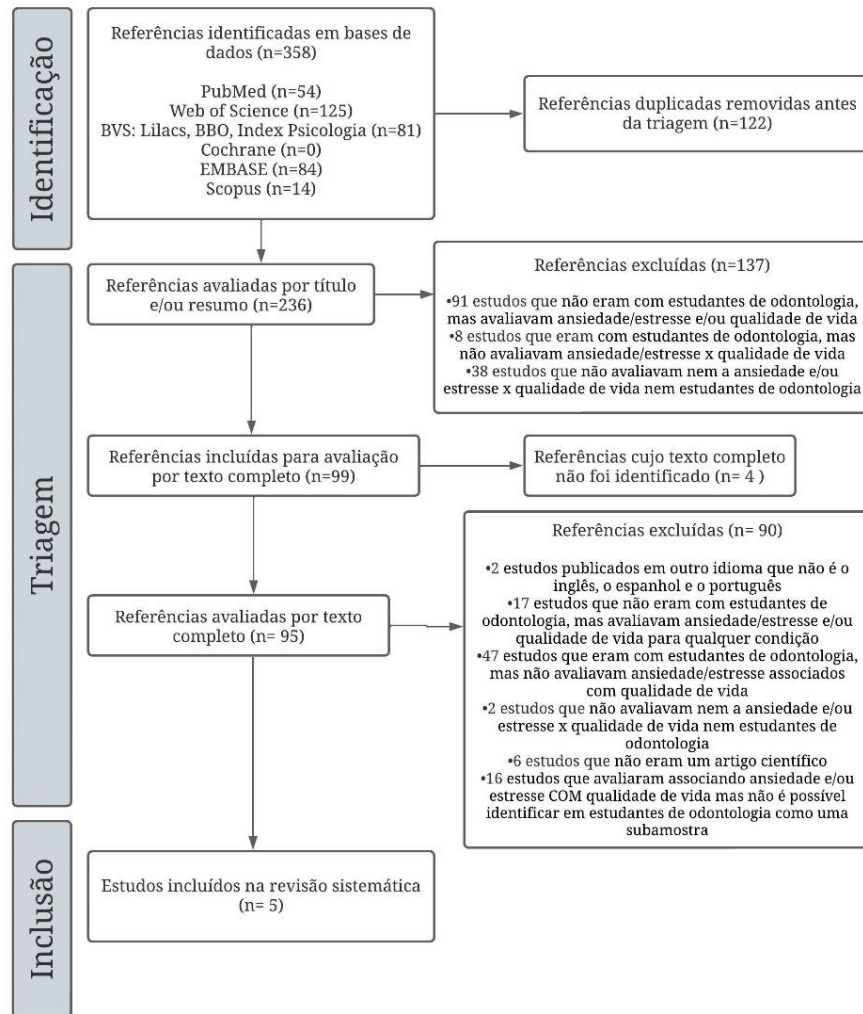 Identificação
Referências identificadas em bases de
dados (n=358)
PubMed (n=54)
Web of Science (n=125)
BVS: Lilacs, BBO, Index Psicologia (n=81)
Cochrane (n=0)
EMBASE (n=84)
Scopus (n=14)
Referências duplicadas removidas antes
da triagem (n=122)
Triagem
Referências avaliadas por título
e/ou resumo (n=236)
Referências excluídas (n=137)
•91 estudos que não eram com estudantes de odontologia,
mas avaliavam ansiedade/estresse e/ou qualidade de vida
•8 estudos que eram com estudantes de odontologia, mas
não avaliavam ansiedade/estresse x qualidade de vida
•38 estudos que não avaliavam nem a ansiedade e/ou
estresse x qualidade de vida nem estudantes de odontologia
Referências incluídas para avaliação
por texto completo (n=99)
Referências cujo texto completo
não foi identificado (n= 4 )
Referências avaliadas por texto
completo (n= 95)
Referências excluídas (n= 90)
•2 estudos publicados em outro idioma que não é o
inglês, o espanhol e o português
•17 estudos que não eram com estudantes de
odontologia, mas avaliavam ansiedade/estresse e/ou
qualidade de vida para qualquer condição
•47 estudos que eram com estudantes de odontologia,
mas não avaliavam ansiedade/estresse associados
com qualidade de vida
•2 estudos que não avaliavam nem a ansiedade e/ou
estresse x qualidade de vida nem estudantes de
odontologia
•6 estudos que não eram um artigo científico
•16 estudos que avaliaram associando ansiedade e/ou
estresse COM qualidade de vida mas não é possível
identificar em estudantes de odontologia como uma
subamostra
Inclusão
Estudos incluídos na revisão sistemática
(n= 5)